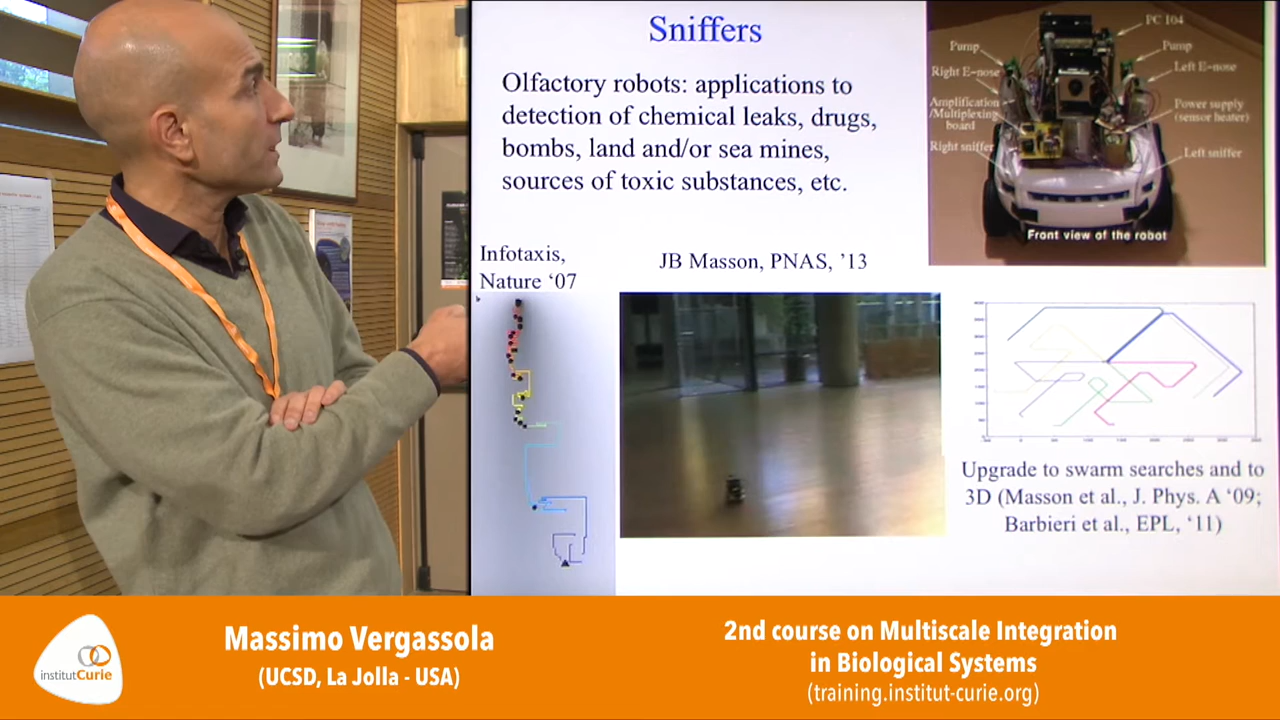 Sniffers
Olfactory robots: applications to
detection of chemical leaks, drugs,
bombs, land and/or sea mines,
sources of toxic substances, etc.
PC 104
Pump
Pump
Right E-nose
Left E-nose
Amplification
/Multiplexing
board
Power supply
(sensor heater)
Right sniffer
Left sniffer
Front view of the robot
Infotaxis,
Nature ‘07
JB Masson, PNAS, ’13
Upgrade to swarm searches and to
3D (Masson et al., J. Phys. A ‘09;
Barbieri et al., EPL, ‘11)
institutCurie
Massimo Vergassola
(UCSD, La Jolla - USA)
2nd course on Multiscale Integration
in Biological Systems
(training.institut-curie.org)